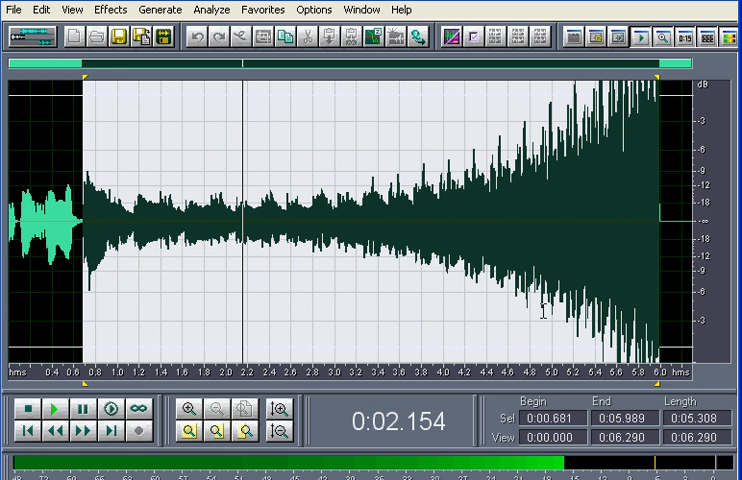 File Edit View Effects Generate Analyze Favorites Options Window Help
0:15
dB
-3
-6
-9
-12
-18
-∞
-18
-12
-9
-6
-3
hms 0.4 0.6 0.8 1.0 1.2 1.4 1.6 1.8 2.0 2.2 2.4 2.6 2.8 3.0 3.2 3.4 3.6 3.8 4.0 4.2 4.4 4.6 4.8 5.0 5.2 5.4 5.6 5.8 6.0 hms
0:02.154
Begin End Length
Sel 0:00.681 0:05.989 0:05.308
View 0:00.000 0:06.290 0:06.290